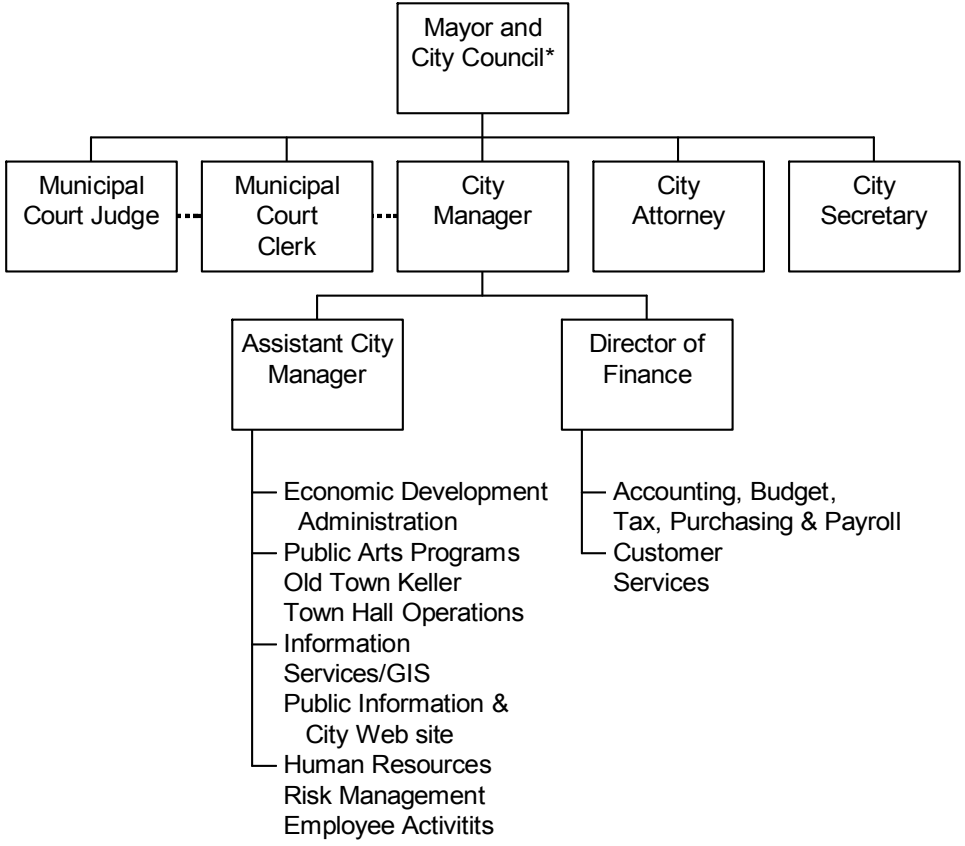 Mayor and
City Council*
Municipal
Court Judge
Municipal
Court
Clerk
City
Manager
City
Attorney
City
Secretary
Assistant City
Manager
Director of
Finance
Economic Development
Administration
Public Arts Programs
Old Town Keller
Town Hall Operations
Information
Services/GIS
Public Information &
City Web site
Human Resources
Risk Management
Employee Activitits
Accounting, Budget,
Tax, Purchasing & Payroll
Customer
Services